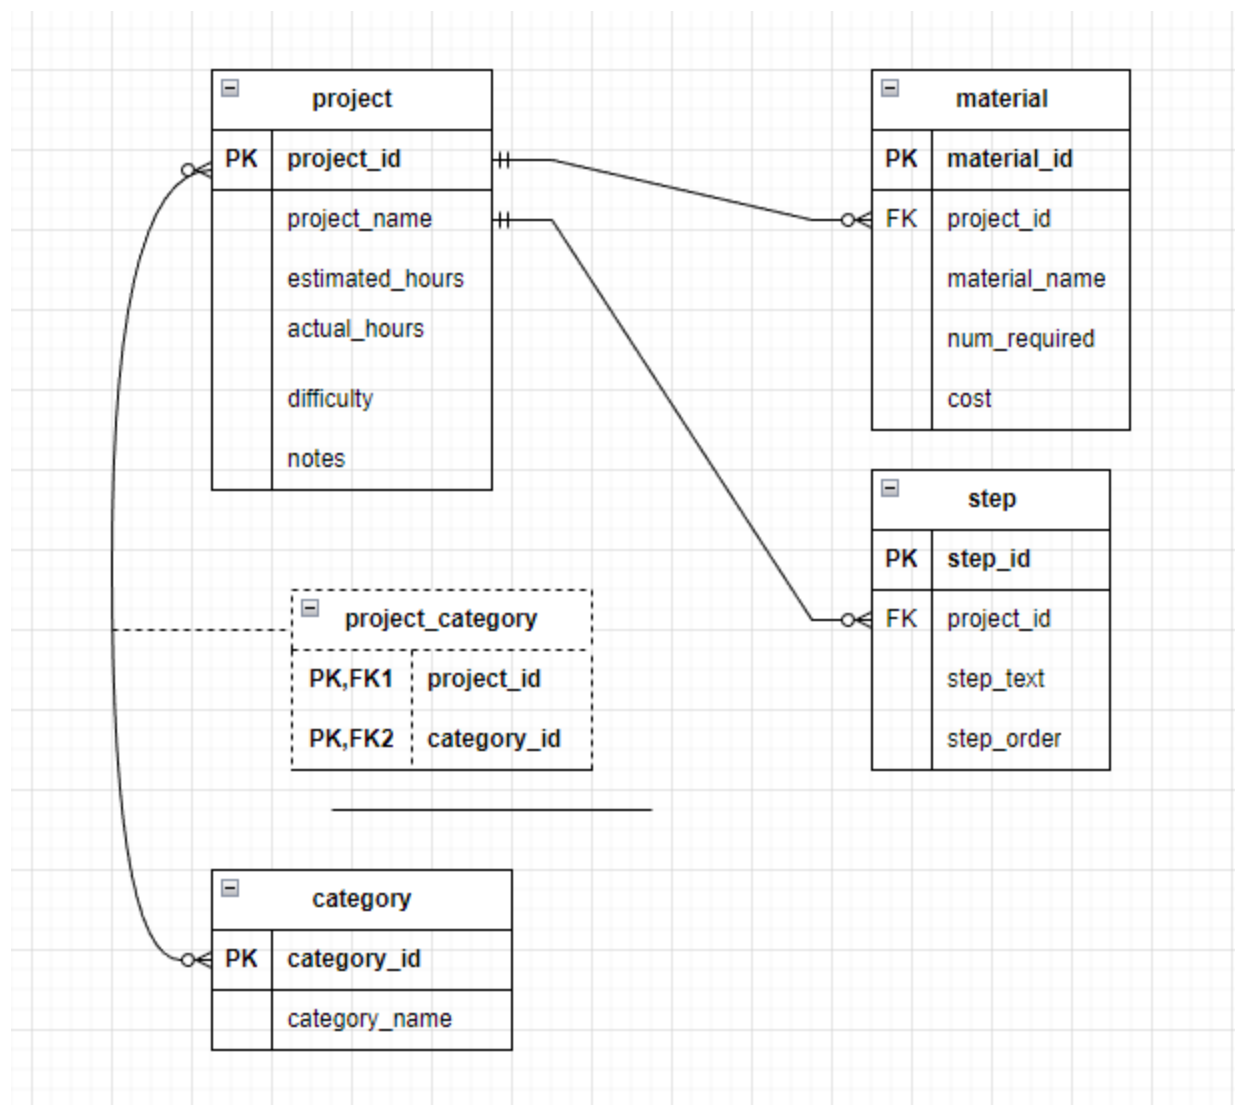 project
PK project_id
project_name
estimated_hours
actual_hours
difficulty
notes
material
PK material_id
FK project_id
material_name
num_required
cost
step
PK step_id
FK project_id
step_text
step_order
project_category
PK,FK1 project_id
PK,FK2 category_id
category
PK category_id
category_name